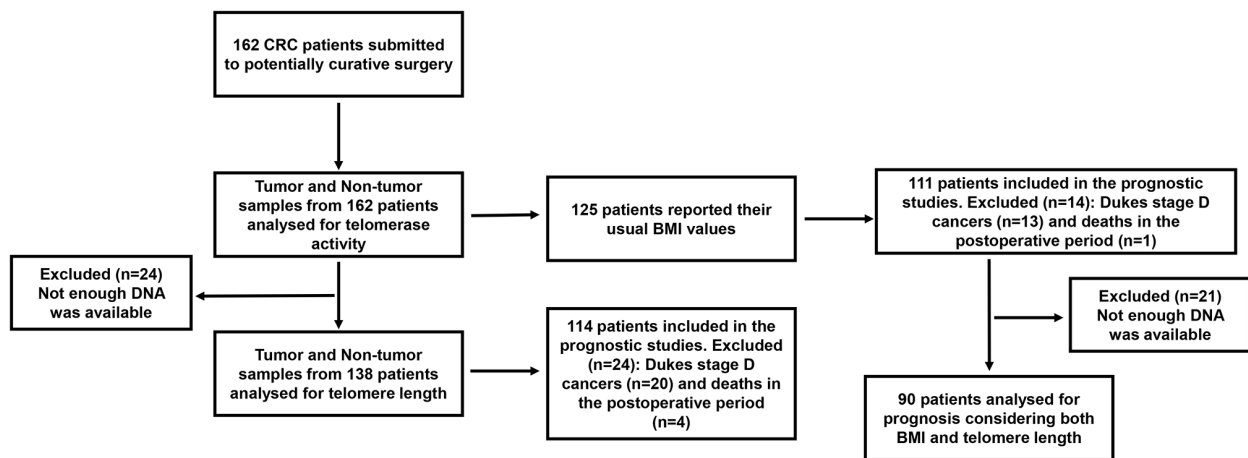 162 CRC patients submitted
to potentially curative surgery
Tumor and Non-tumor
samples from 162 patients
analysed for telomerase
activity
125 patients reported their
usual BMI values
111 patients included in the prognostic
studies. Excluded (n=14): Dukes stage D
cancers (n=13) and deaths in the
postoperative period (n=1)
Excluded (n=24)
Not enough DNA
was available
Excluded (n=21)
Not enough DNA
was available
Tumor and Non-tumor
samples from 138 patients
analysed for telomere length
114 patients included in the
prognostic studies. Excluded
(n=24): Dukes stage D
cancers (n=20) and deaths in
the postoperative period
(n=4)
90 patients analysed for
prognosis considering both
BMI and telomere length